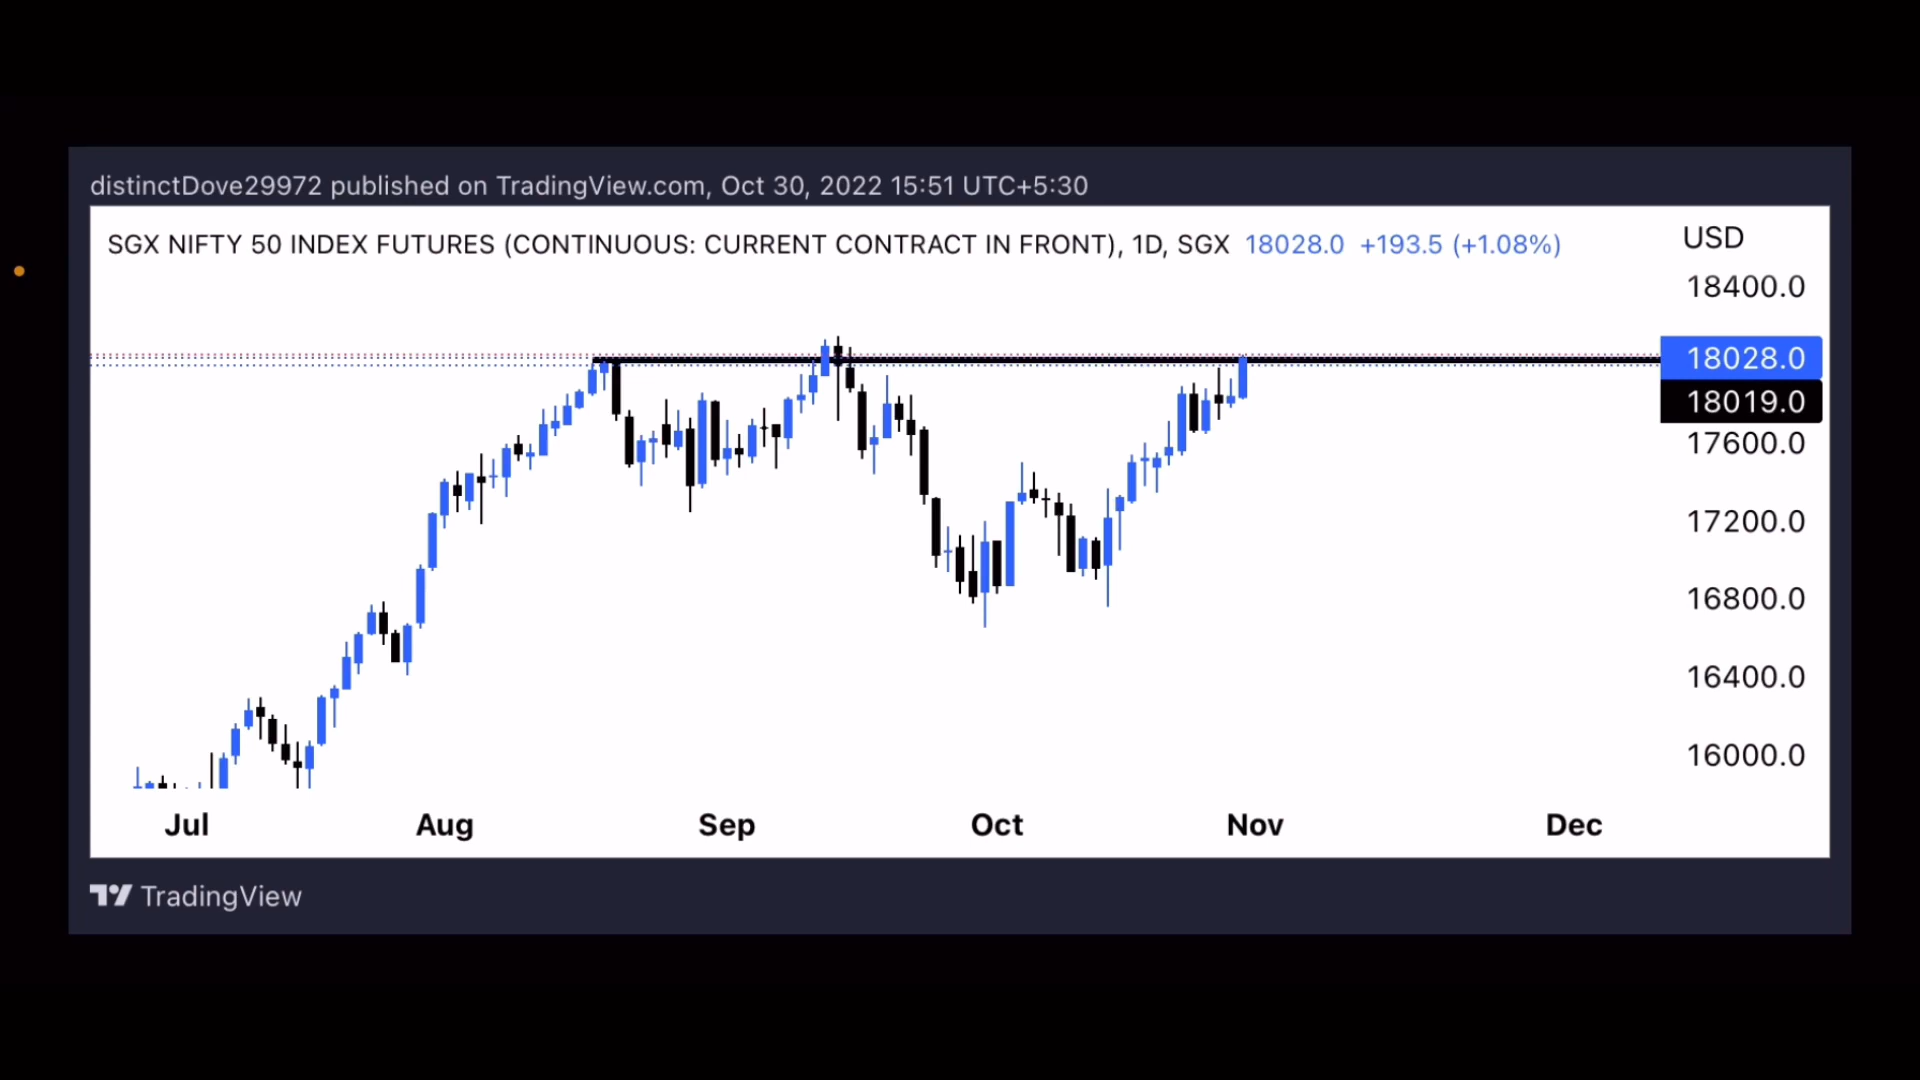 distinctDove29972 published on TradingView.com, Oct 30, 2022 15:51 UTC+5:30
SGX NIFTY 50 INDEX FUTURES (CONTINUOUS: CURRENT CONTRACT IN FRONT), 1D, SGX 18028.0 +193.5 (+1.08%)
USD
18400.0
18028.0
18019.0
17600.0
17200.0
16800.0
16400.0
16000.0
Jul Aug Sep Oct Nov Dec
TradingView